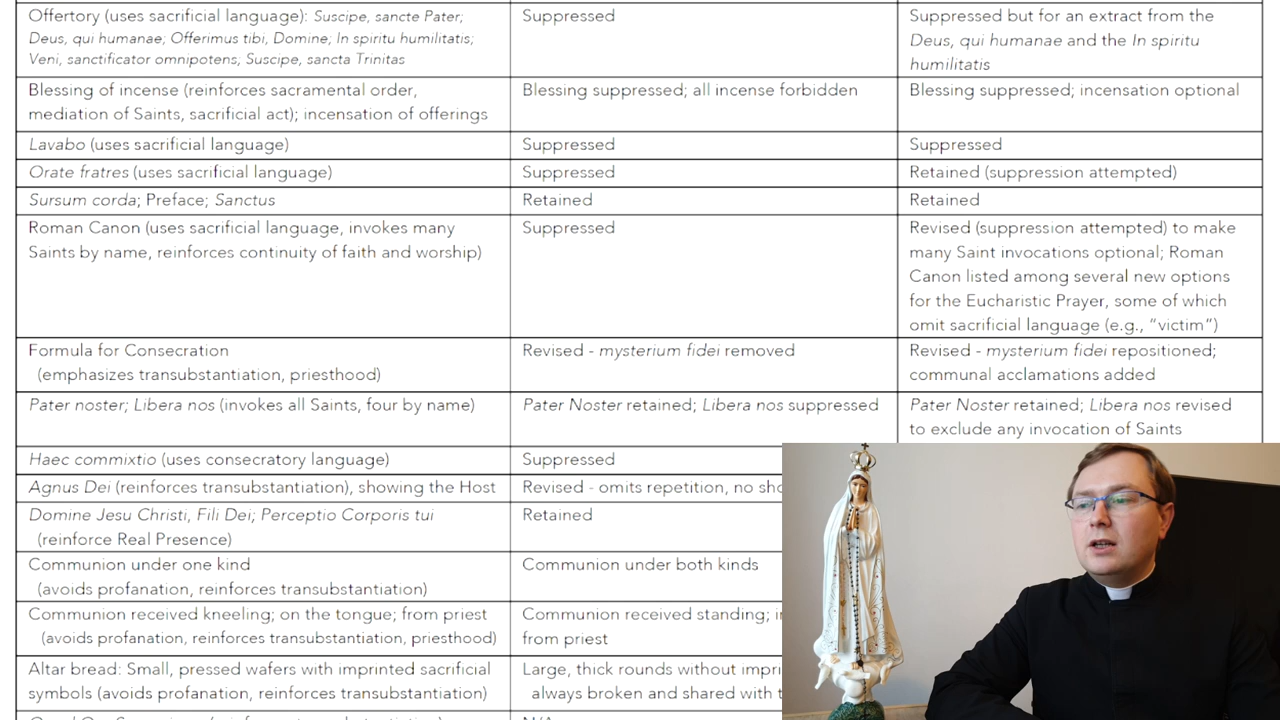 Offertory (uses sacrificial language): Suscipe, sancte Pater;
Deus, qui humanae; Offerimus tibi, Domine; In spiritu humilitatis;
Veni, sanctificator omnipotens, Suscipe, sancta Trinitas
Suppressed
Suppressed but for an extract from the
Deus, qui humanae and the In spiritu
humilitatis
Blessing of incense (reinforces sacramental order,
mediation of Saints, sacrificial act); incensation of offerings
Blessing suppressed; all incense forbidden
Blessing suppressed; incensation optional
Lavabo (uses sacrificial language)
Suppressed
Suppressed
Orate fratres (uses sacrificial language)
Suppressed
Retained (suppression attempted)
Sursum corda; Preface; Sanctus
Retained
Retained
Roman Canon (uses sacrificial language, invokes many
Saints by name, reinforces continuity of faith and worship)
Suppressed
Revised (suppression attempted) to make
many Saint invocations optional; Roman
Canon listed among several new options
for the Eucharistic Prayer, some of which
omit sacrificial language (e.g., “victim”)
Formula for Consecration
(emphasizes transubstantiation, priesthood)
Revised - mysterium fidei removed
Revised - mysterium fidei repositioned;
communal acclamations added
Pater noster; Libera nos (invokes all Saints, four by name)
Pater Noster retained; Libera nos suppressed
Pater Noster retained; Libera nos revised
to exclude any invocation of Saints
Haec commixtio (uses consecratory language)
Suppressed
Agnus Dei (reinforces transubstantiation), showing the Host
Revised - omits repetition, no
Domine Jesu Christi, Fili Dei; Perceptio Corporis tui
(reinforce Real Presence)
Retained
Communion under one kind
(avoids profanation, reinforces transubstantiation)
Communion under both kinds
Communion received kneeling; on the tongue; from priest
(avoids profanation, reinforces transubstantiation, priesthood)
Communion received standing;
from priest
Altar bread: Small, pressed wafers with imprinted sacrificial
symbols (avoids profanation, reinforces transubstantiation)
Large, thick rounds without
always broken and shared with